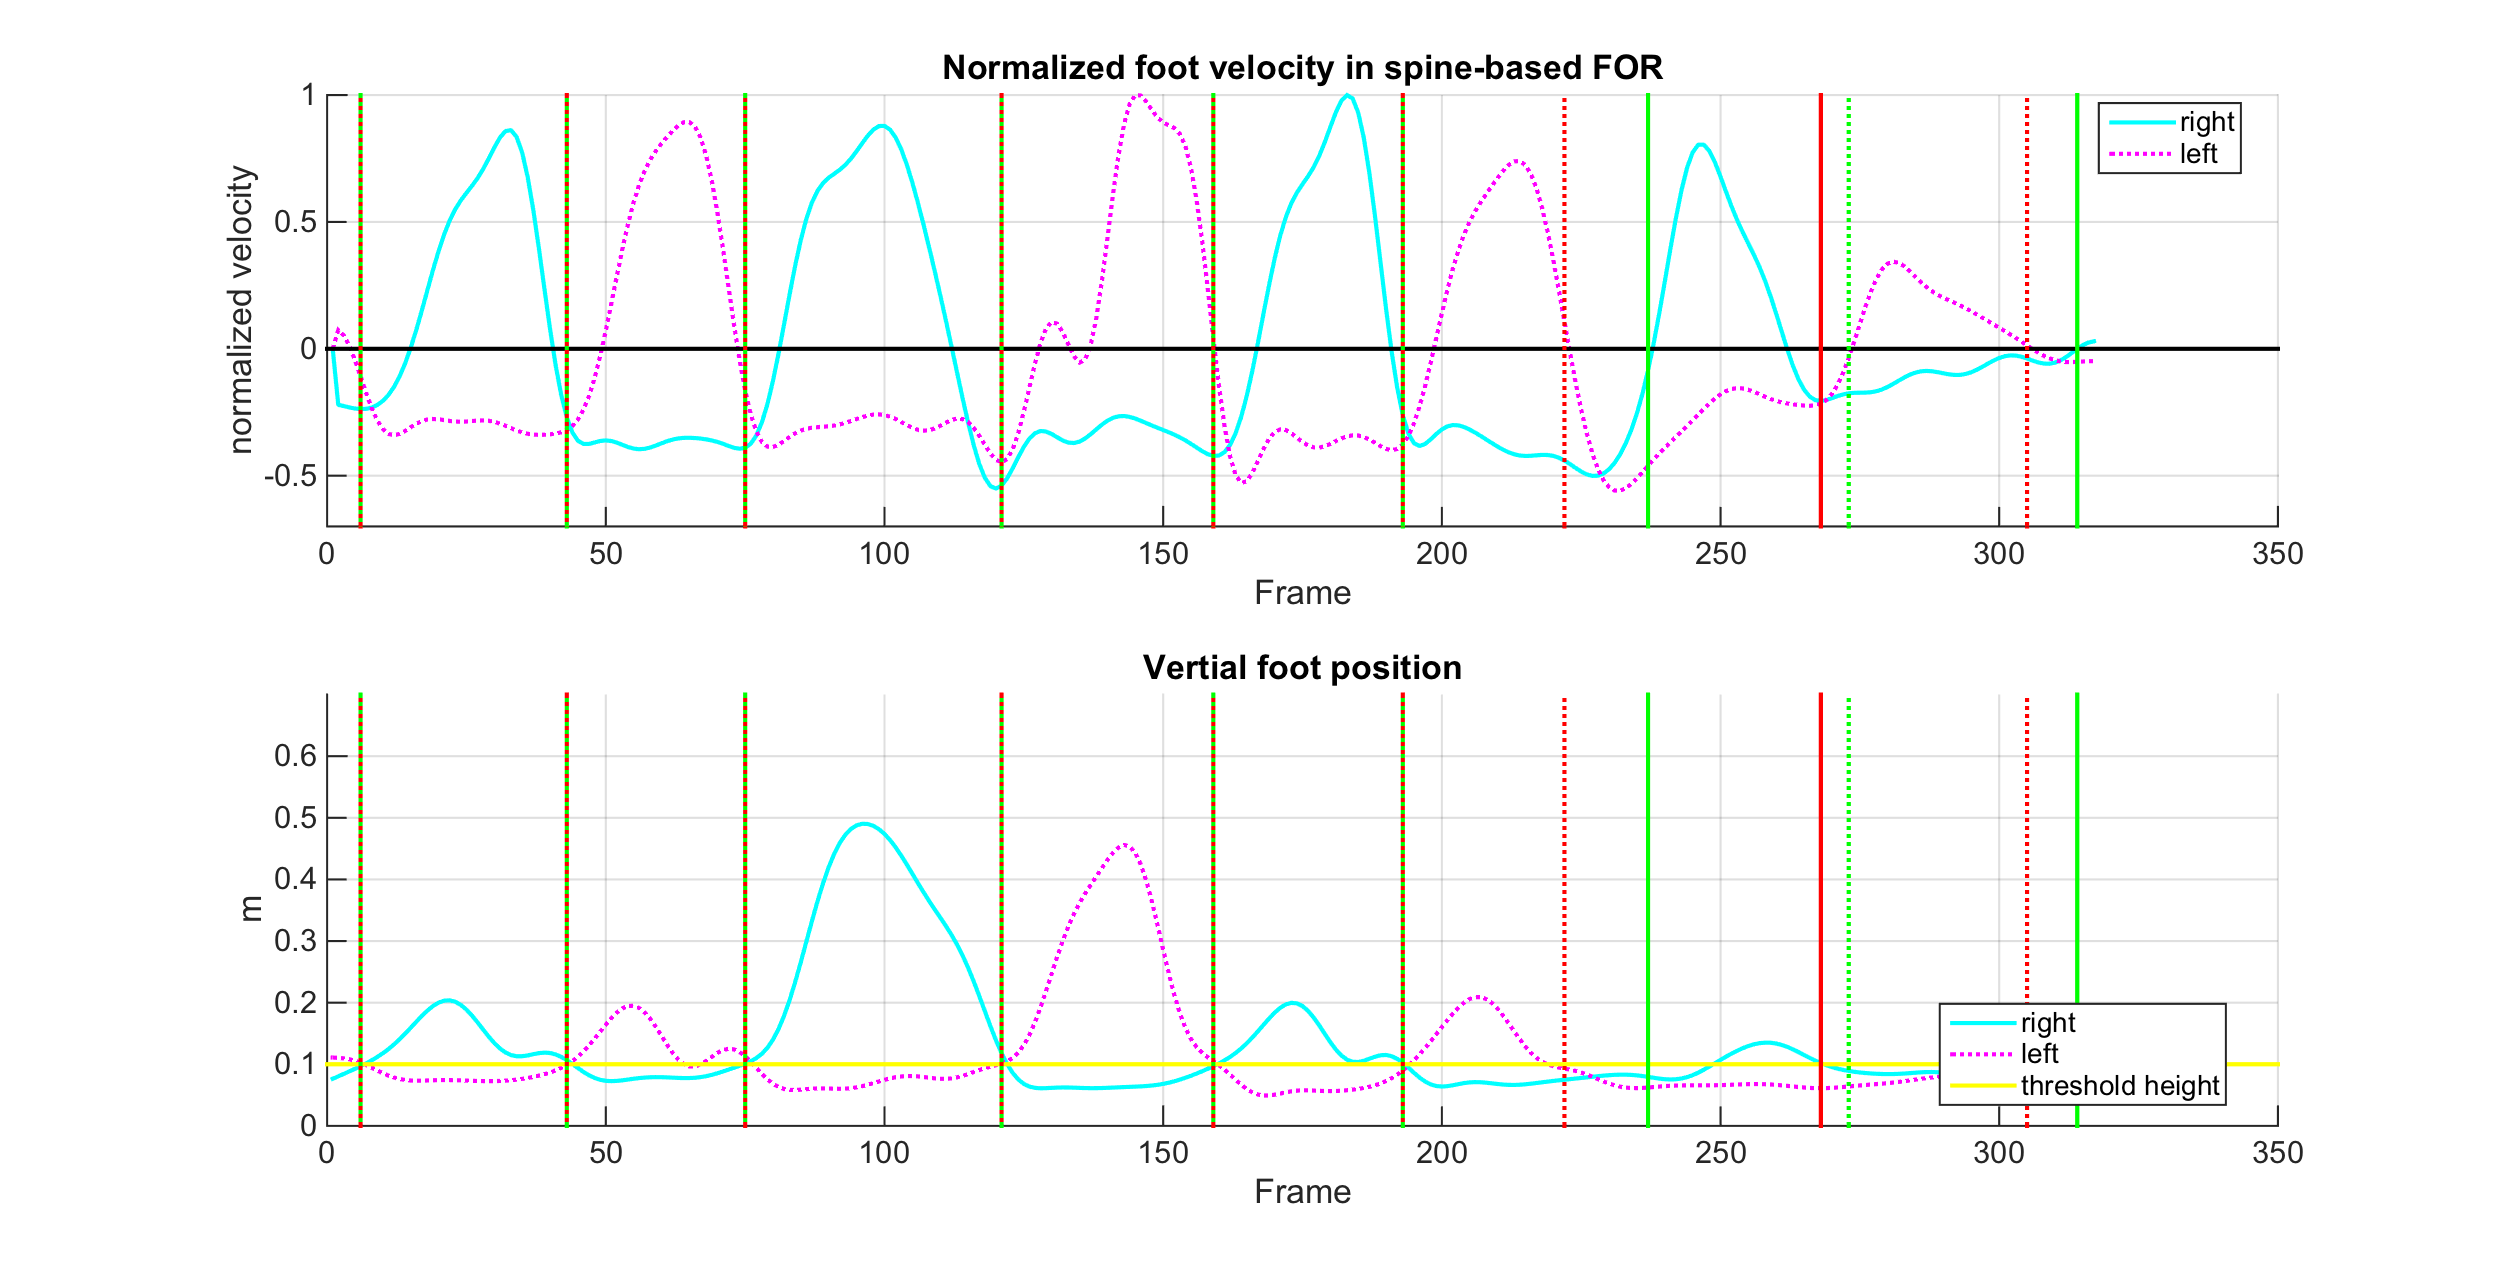 Normalized foot velocity in spine-based FOR
normalized velocity
1
0.5
0
-0.5
right
left
0 50 100 150 200 250 300 350
Frame
Vertial foot position
m
0.6
0.5
0.4
0.3
0.2
0.1
0
right
left
threshold height
0 50 100 150 200 250 300 350
Frame